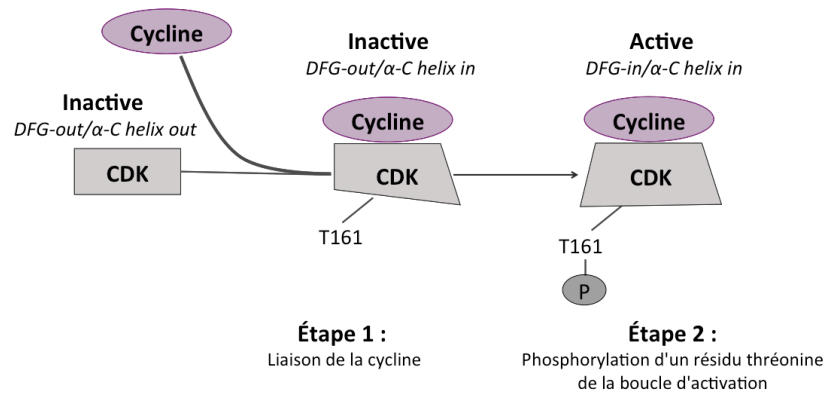 Cycline
Inactive
DFG-out/α-C helix in
Active
DFG-in/α-C helix in
Inactive
DFG-out/α-C helix out
Cycline
Cycline
CDK
CDK
CDK
T161
T161
P
Étape 1 :
Liaison de la cycline
Étape 2 :
Phosphorylation d'un résidu thréonine
de la boucle d'activation